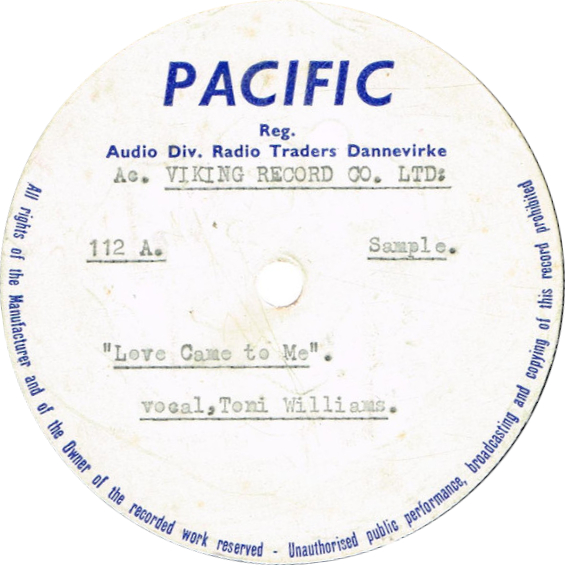 PACIFIC
Reg.
Audio Div. Radio Traders Dannevirke
Ac. VIKING RECORD CO. LTD:
112 A.
Sample.
"Love Came to Me".
vocal,Toni Williams.
All rights of the Manufacturer and of the Owner of the recorded work reserved - Unauthorised public performance, broadcasting and copying of this record prohibited